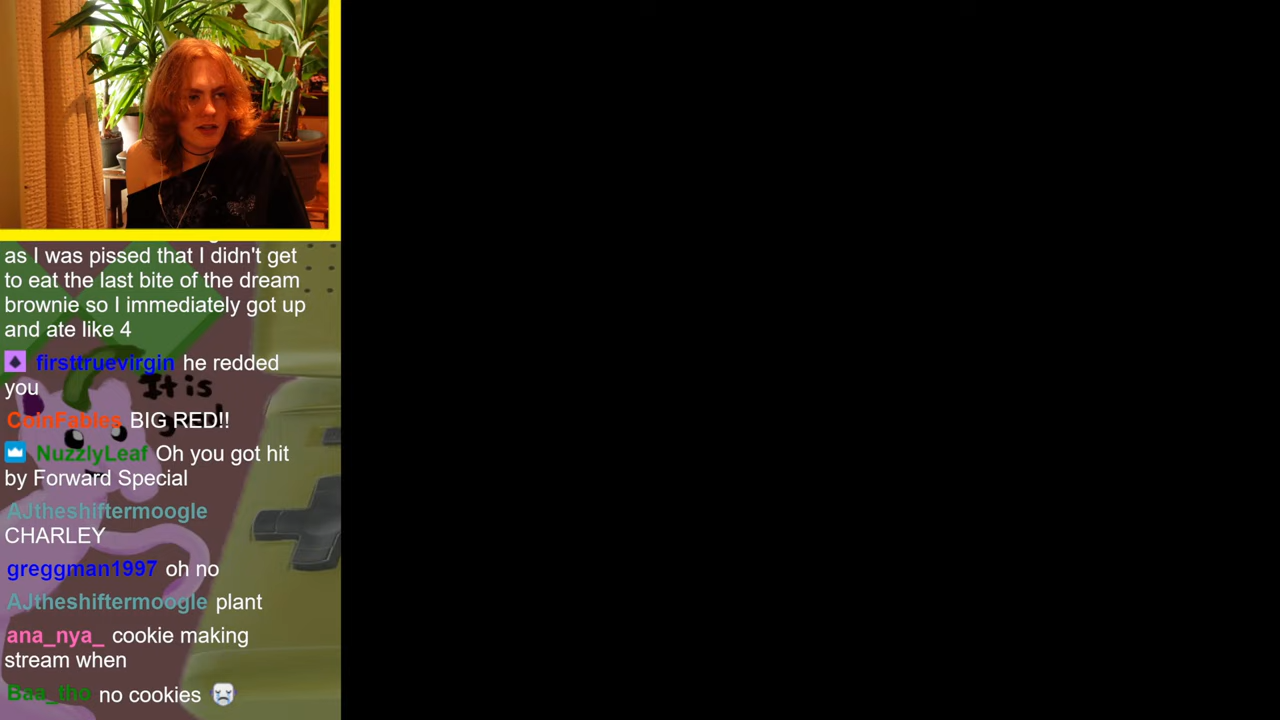 as I was pissed that I didn't get
to eat the last bite of the dream
brownie so I immediately got up
and ate like 4
firsttruevirgin he redded
you
It is
CoinFables BIG RED!!
NuzzlyLeaf Oh you got hit
by Forward Special
AJtheshiftermoogle
CHARLEY
greggman1997 oh no
AJtheshiftermoogle plant
ana_nya_ cookie making
stream when
Baa_tho no cookies